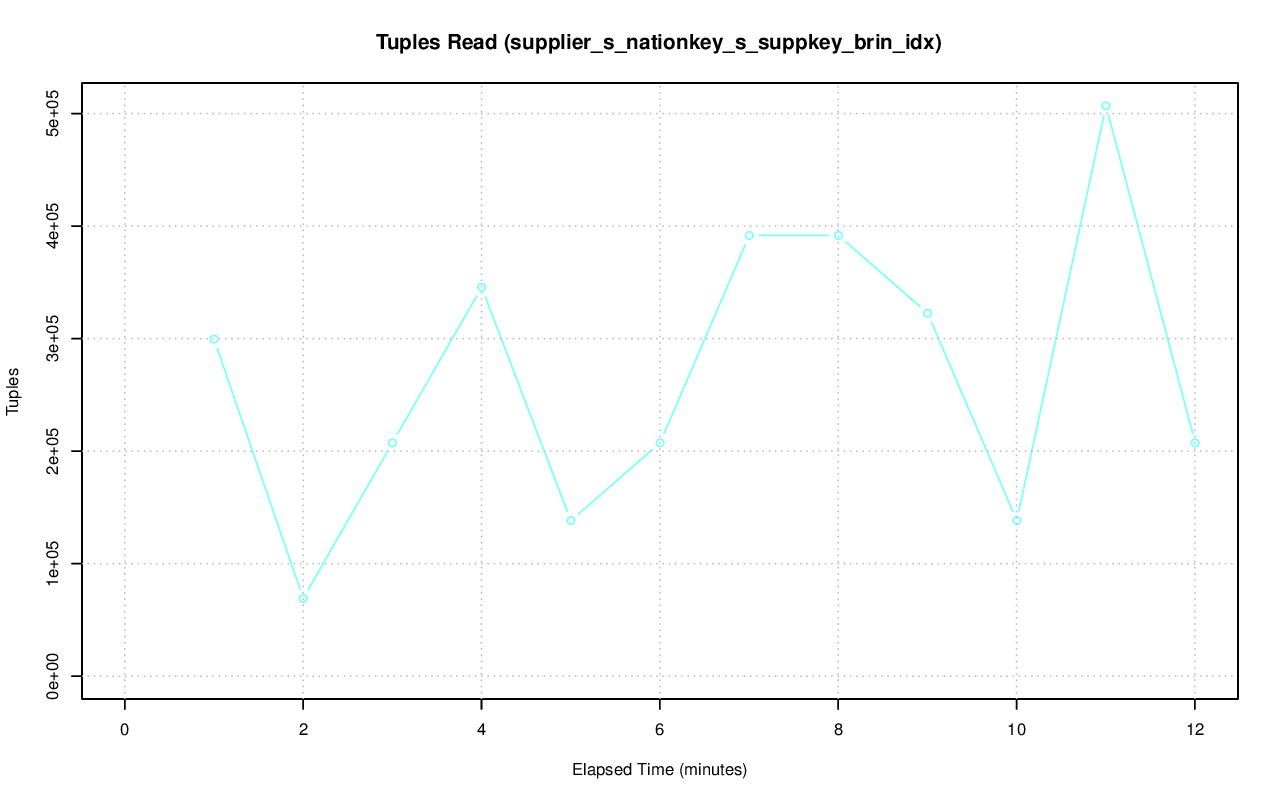 Tuples Read (supplier_s_nationkey_s_suppkey_brin_idx)
5e+05
4e+05
3e+05
2e+05
1e+05
0e+00
Tuples
0 2 4 6 8 10 12
Elapsed Time (minutes)